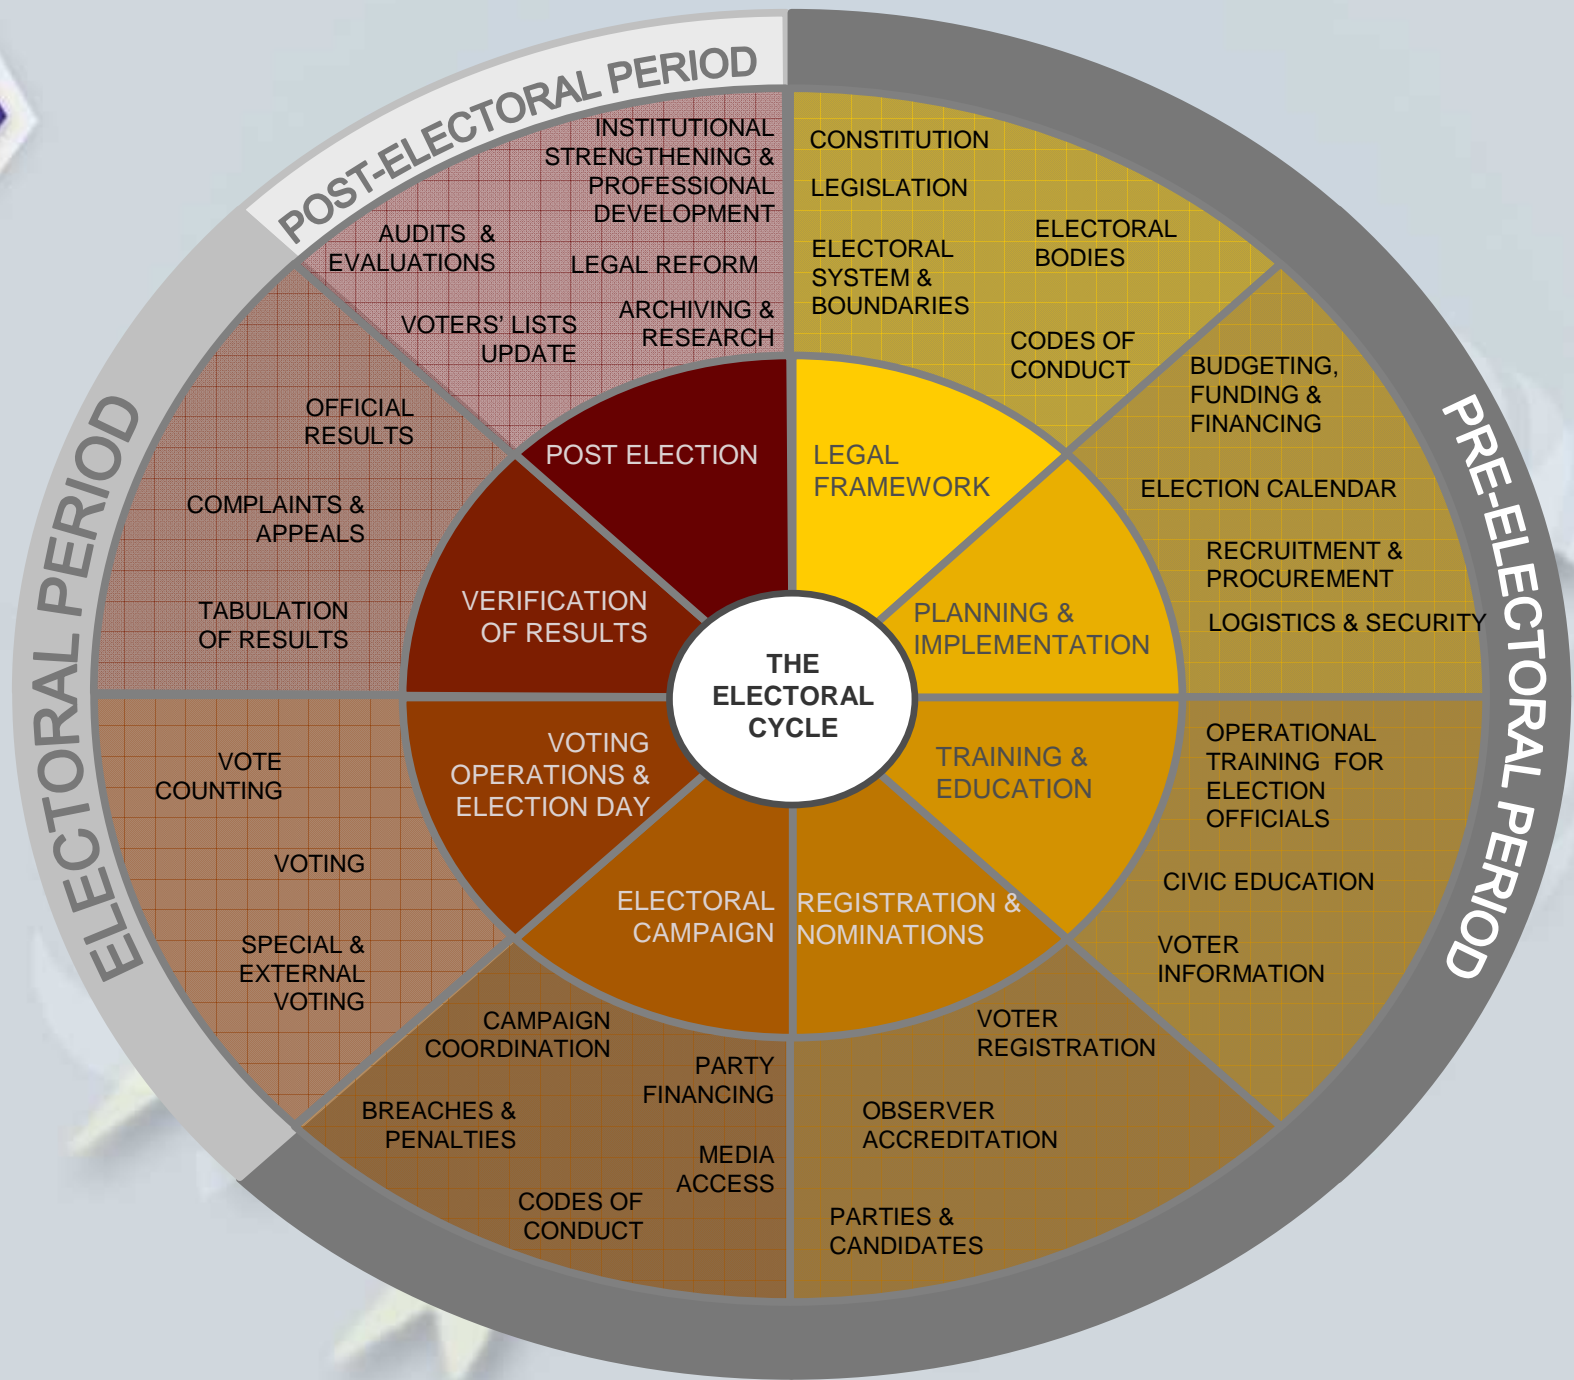 POST-ELECTORAL PERIOD
PRE-ELECTORAL PERIOD
ELECTORAL PERIOD
THE
ELECTORAL
CYCLE
LEGAL
FRAMEWORK
CONSTITUTION
LEGISLATION
ELECTORAL
SYSTEM &
BOUNDARIES
ELECTORAL
BODIES
CODES OF
CONDUCT
PLANNING &
IMPLEMENTATION
BUDGETING,
FUNDING &
FINANCING
ELECTION CALENDAR
RECRUITMENT &
PROCUREMENT
LOGISTICS & SECURITY
TRAINING &
EDUCATION
OPERATIONAL
TRAINING FOR
ELECTION
OFFICIALS
CIVIC EDUCATION
VOTER
INFORMATION
REGISTRATION &
NOMINATIONS
VOTER
REGISTRATION
OBSERVER
ACCREDITATION
PARTIES &
CANDIDATES
ELECTORAL
CAMPAIGN
CAMPAIGN
COORDINATION
PARTY
FINANCING
BREACHES &
PENALTIES
MEDIA
ACCESS
CODES OF
CONDUCT
VOTING
OPERATIONS &
ELECTION DAY
VOTE
COUNTING
VOTING
SPECIAL &
EXTERNAL
VOTING
VERIFICATION
OF RESULTS
OFFICIAL
RESULTS
COMPLAINTS &
APPEALS
TABULATION
OF RESULTS
POST ELECTION
INSTITUTIONAL
STRENGTHENING &
PROFESSIONAL
DEVELOPMENT
AUDITS &
EVALUATIONS
LEGAL REFORM
VOTERS’ LISTS
UPDATE
ARCHIVING &
RESEARCH